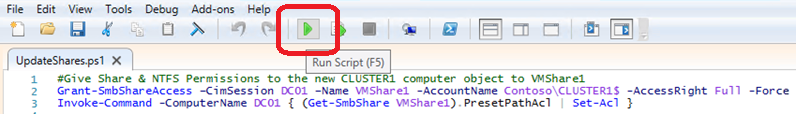 File Edit View Tools Debug Add-ons Help
Run Script (F5)
UpdateShares.ps1 X
1 #Give Share & NTFS Permissions to the new CLUSTER1 computer object to VMShare1
2 Grant-SmbShareAccess -CimSession DC01 -Name VMShare1 -AccountName Contoso\CLUSTER1$ -AccessRight Full -Force
3 Invoke-Command -ComputerName DC01 { (Get-SmbShare VMShare1).PresetPathAcl | Set-Acl }